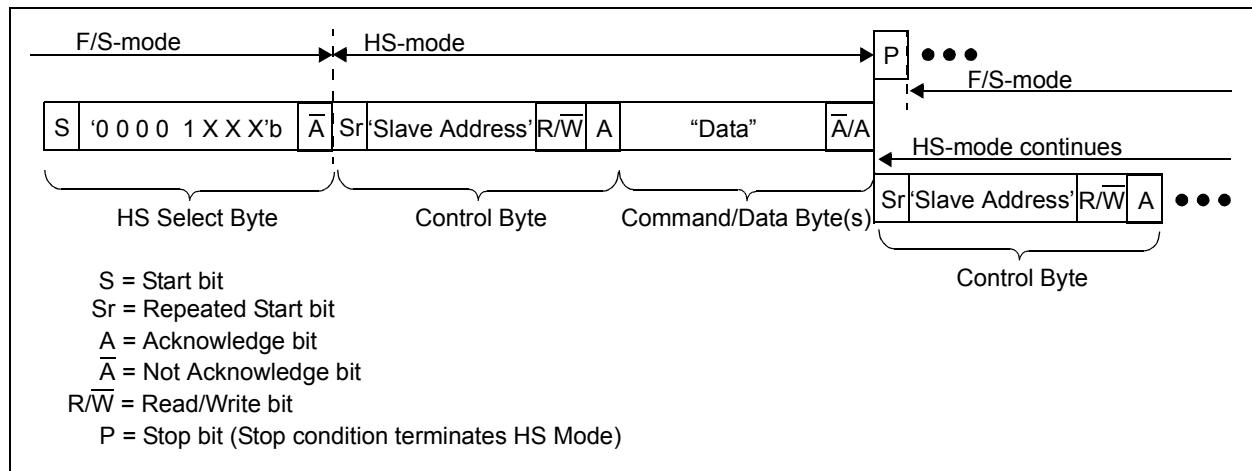 F/S-mode HS-mode P
F/S-mode
S ‘0 0 0 0 1 X X X’b A̅ Sr ‘Slave Address’ R/W̅ A “Data” A̅/A
HS-mode continues
Sr ‘Slave Address’ R/W̅ A
HS Select Byte Control Byte Command/Data Byte(s)
Control Byte
S = Start bit
Sr = Repeated Start bit
A = Acknowledge bit
A̅ = Not Acknowledge bit
R/W̅ = Read/Write bit
P = Stop bit (Stop condition terminates HS Mode)